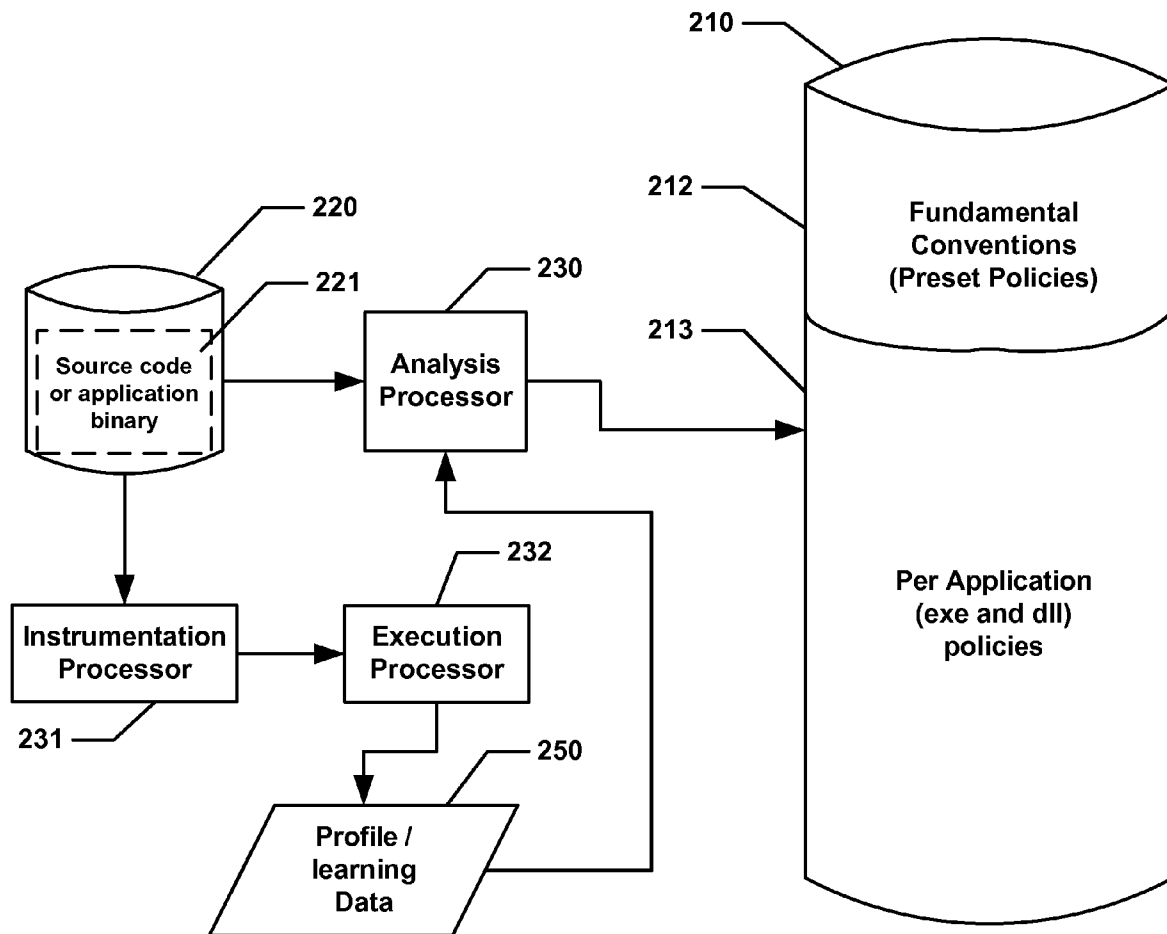 210
212
Fundamental
Conventions
(Preset Policies)
220
221
230
213
Source code
or application
binary
Analysis
Processor
232
Per Application
(exe and dll)
policies
Instrumentation
Processor
Execution
Processor
231
250
Profile /
learning
Data